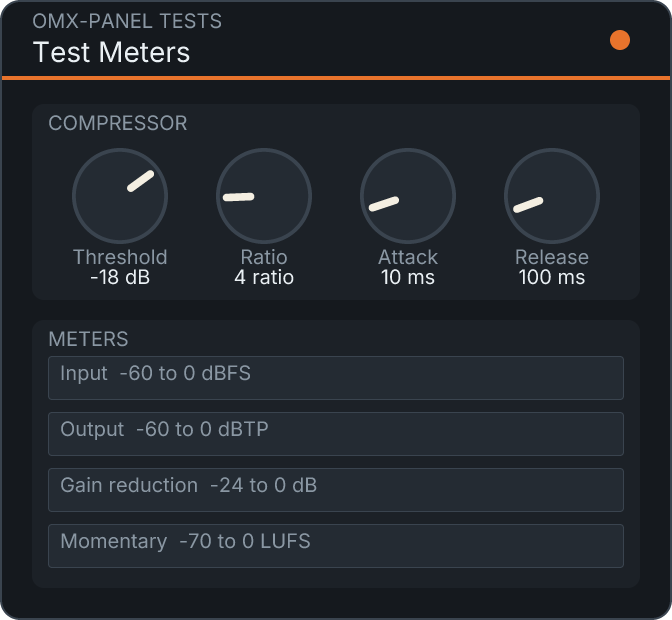 OMX-PANEL TESTS
Test Meters
COMPRESSOR
Threshold Ratio Attack Release
-18 dB 4 ratio 10 ms 100 ms
METERS
Input -60 to 0 dBFS
Output -60 to 0 dBTP
Gain reduction -24 to 0 dB
Momentary -70 to 0 LUFS